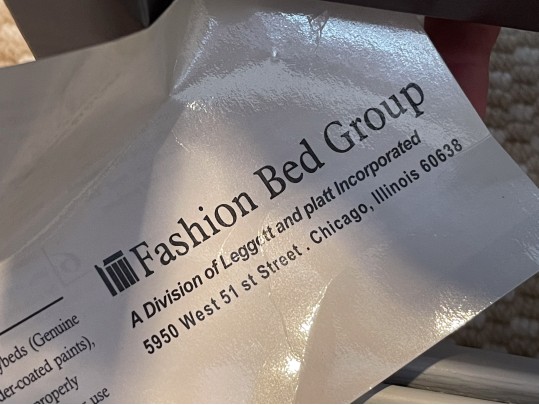 Fashion Bed Group
A Division of Leggett and platt Incorporated
5950 West 51 st Street . Chicago, Illinois 60638
ybeds (Genuine
der-coated paints),
properly
use